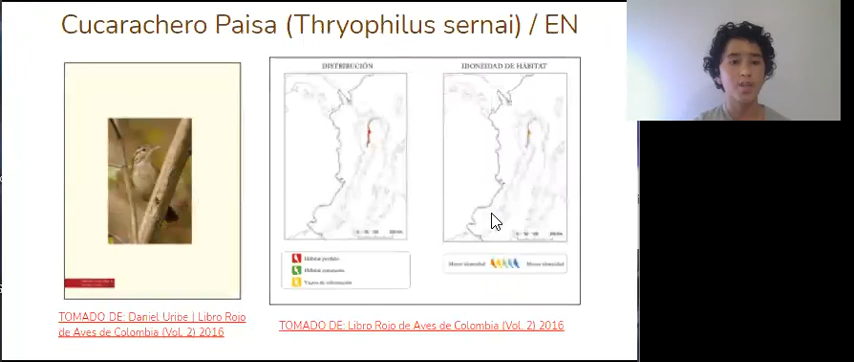 Cucarachero Paisa (Thryophilus sernai) / EN
DISTRIBUCIÓN
IDONEIDAD DE HÁBITAT
Hábitat perdido
Hábitat remanente
Vacíos de información
Menor idoneidad
Mayor idoneidad
TOMADO DE: Daniel Uribe | Libro Rojo
de Aves de Colombia (Vol. 2) 2016
TOMADO DE: Libro Rojo de Aves de Colombia (Vol. 2) 2016